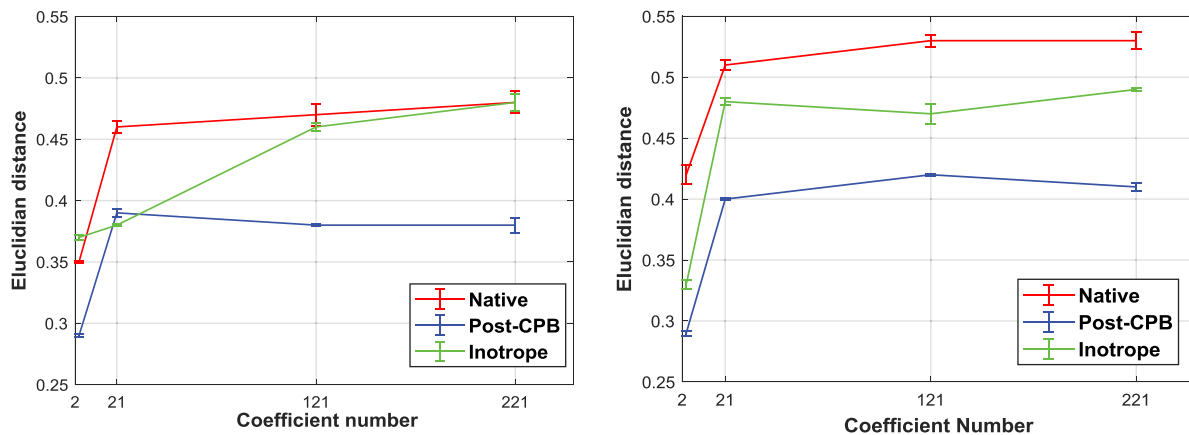 0.55
0.5
0.45
0.4
0.35
0.3
0.25
Eluclidian distance
2 21 121 221
Coefficient number
Native
Post-CPB
Inotrope
0.55
0.5
0.45
0.4
0.35
0.3
0.25
Eluclidian distance
2 21 121 221
Coefficient Number
Native
Post-CPB
Inotrope